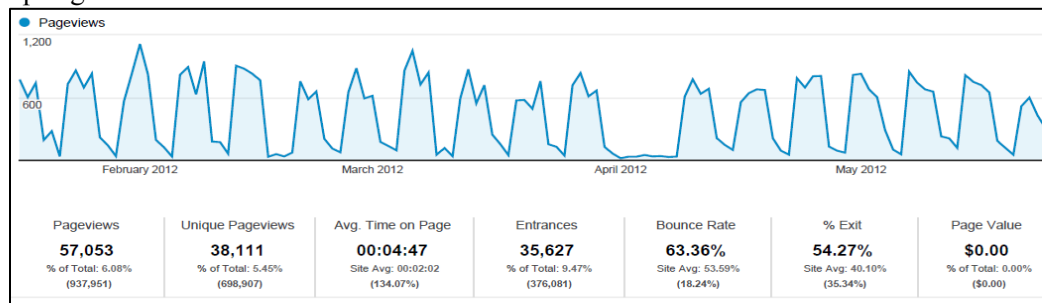 Pageviews
1,200
600
February 2012 March 2012 April 2012 May 2012
Pageviews Unique Pageviews Avg. Time on Page Entrances Bounce Rate % Exit Page Value
57,053 38,111 00:04:47 35,627 63.36% 54.27% $0.00
% of Total: 6.08% % of Total: 5.45% Site Avg: 00:02:02 % of Total: 9.47% Site Avg: 53.59% Site Avg: 40.10% % of Total: 0.00%
(937,951) (698,907) (134.07%) (376,081) (18.24%) (35.34%) ($0.00)